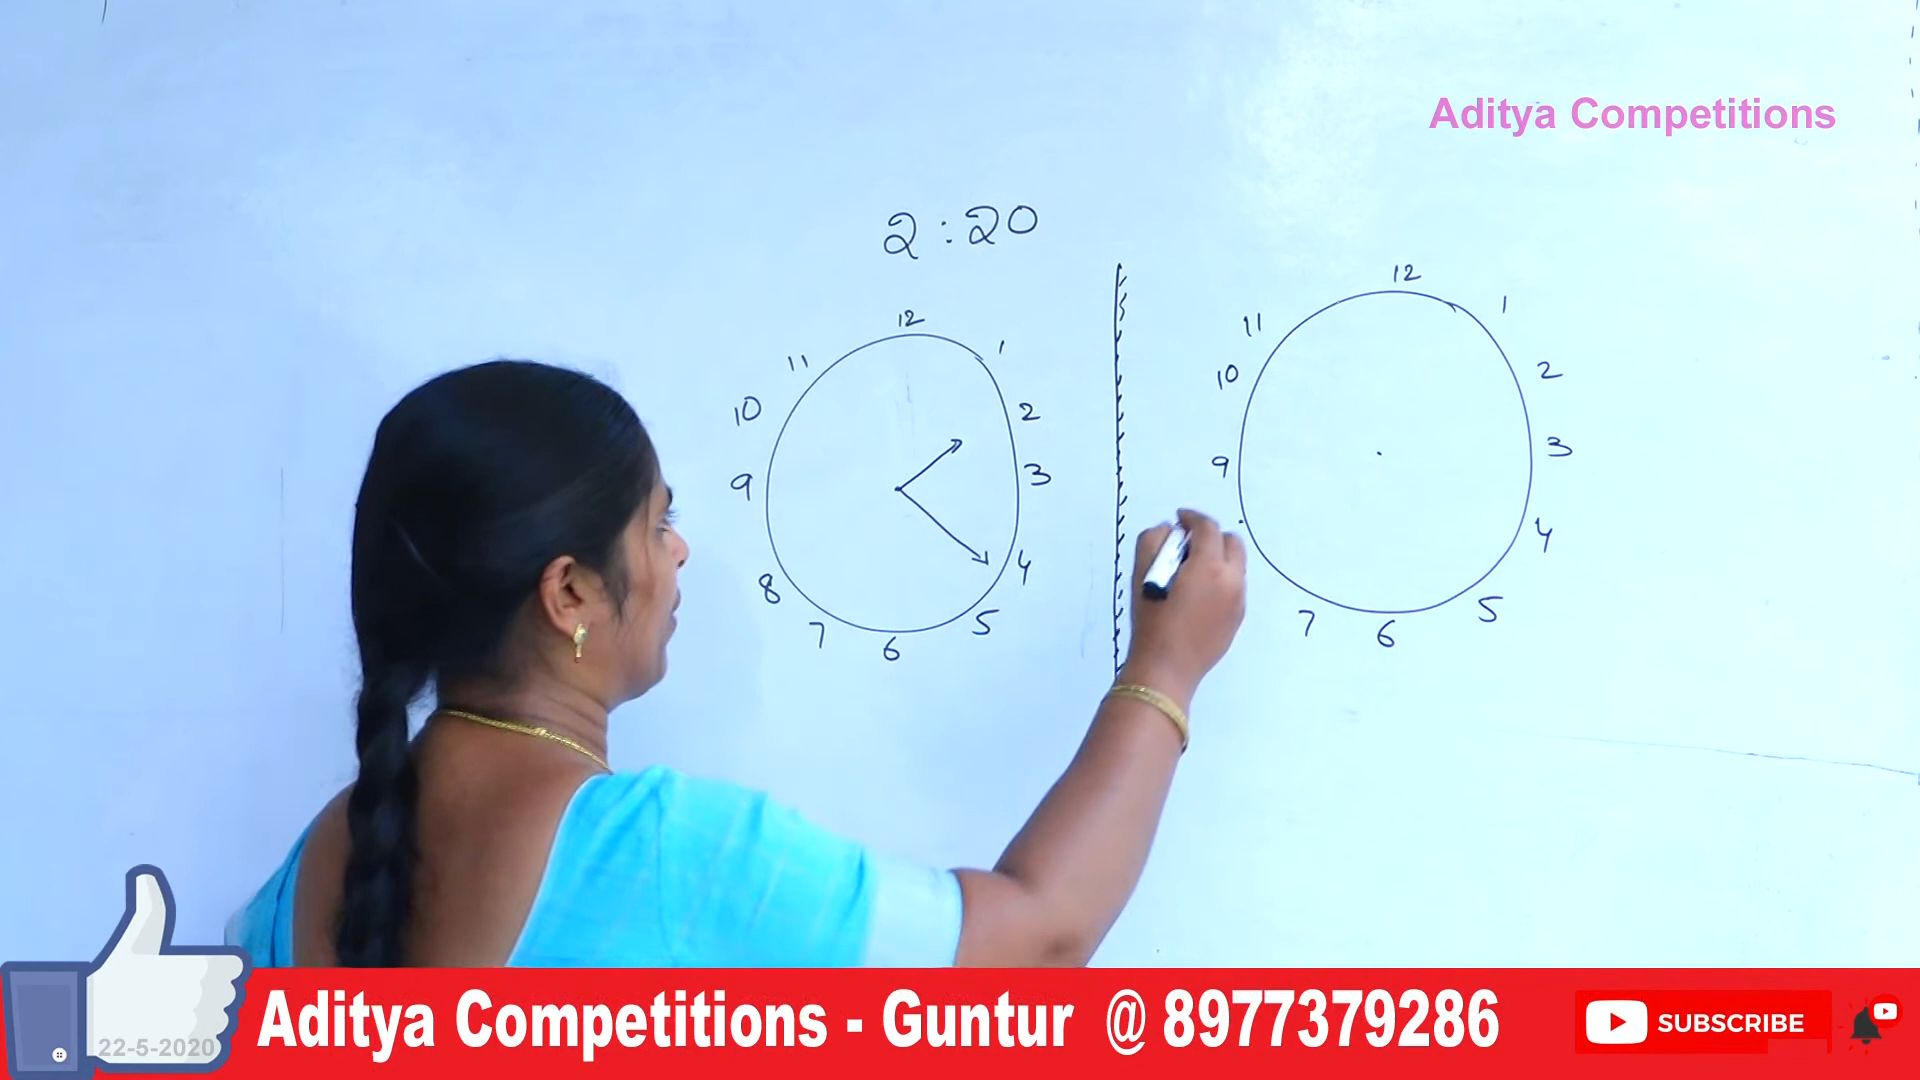 Aditya Competitions
2:20
12
11 1
10 2
9 3
8 4
7 6 5
12
11 1
10 2
9 3
4
7 6 5
22-5-2020
Aditya Competitions - Guntur @ 8977379286
SUBSCRIBE